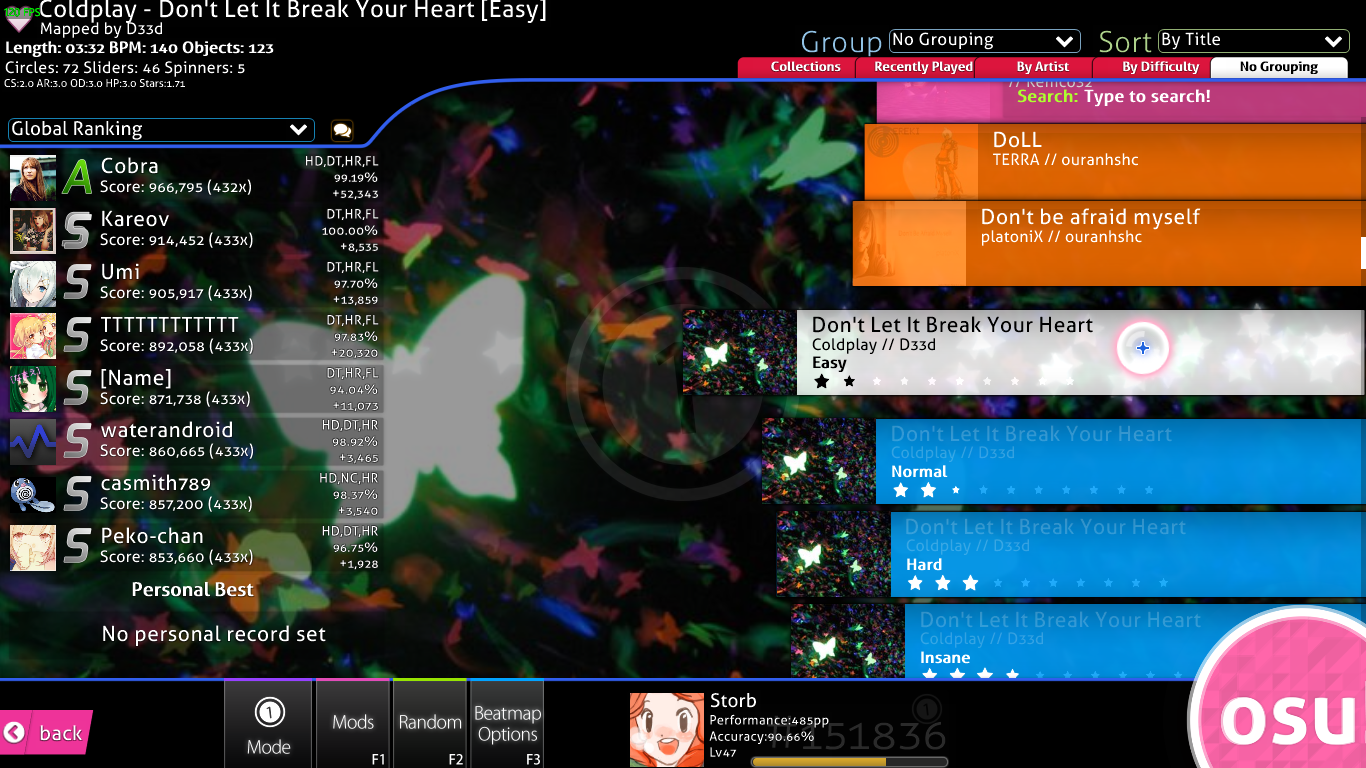 Coldplay - Don't Let It Break Your Heart [Easy]
Mapped by D33d
Length: 03:32 BPM: 140 Objects: 123
Circles: 72 Sliders: 46 Spinners: 5
CS:2.0 AR:3.0 OD:3.0 HP:3.0 Stars:1.71
Group No Grouping Sort By Title
Collections Recently Played By Artist By Difficulty No Grouping
Search: Type to search!
Global Ranking
Cobra HD,DT,HR,FL
A Score: 966,795 (432x) 99.19%
+52,343
Kareov DT,HR,FL
S Score: 914,452 (433x) 100.00%
+8,535
Umi DT,HR,FL
S Score: 905,917 (433x) 97.70%
+13,859
TTTTTTTTTTTT DT,HR,FL
S Score: 892,058 (433x) 97.83%
+20,320
[Name] DT,HR,FL
S Score: 871,738 (433x) 94.04%
+11,073
waterandroid HD,DT,HR
S Score: 860,665 (433x) 98.92%
+3,465
casmith789 HD,NC,HR
S Score: 857,200 (433x) 98.37%
+3,540
Peko-chan HD,DT,HR
S Score: 853,660 (433x) 96.75%
+1,928
Personal Best
No personal record set
DoLL
TERRA // ouranhshc
Don't be afraid myself
platoniX // ouranhshc
Don't Let It Break Your Heart
Coldplay // D33d
Easy
Don't Let It Break Your Heart
Coldplay // D33d
Normal
Don't Let It Break Your Heart
Coldplay // D33d
Hard
Don't Let It Break Your Heart
Coldplay // D33d
Insane
back
1
Mode
Mods
F1
Random
F2
Beatmap
Options
F3
Storb
Performance:485pp
Accuracy:90.66%
Lv47
#151836
1
osu